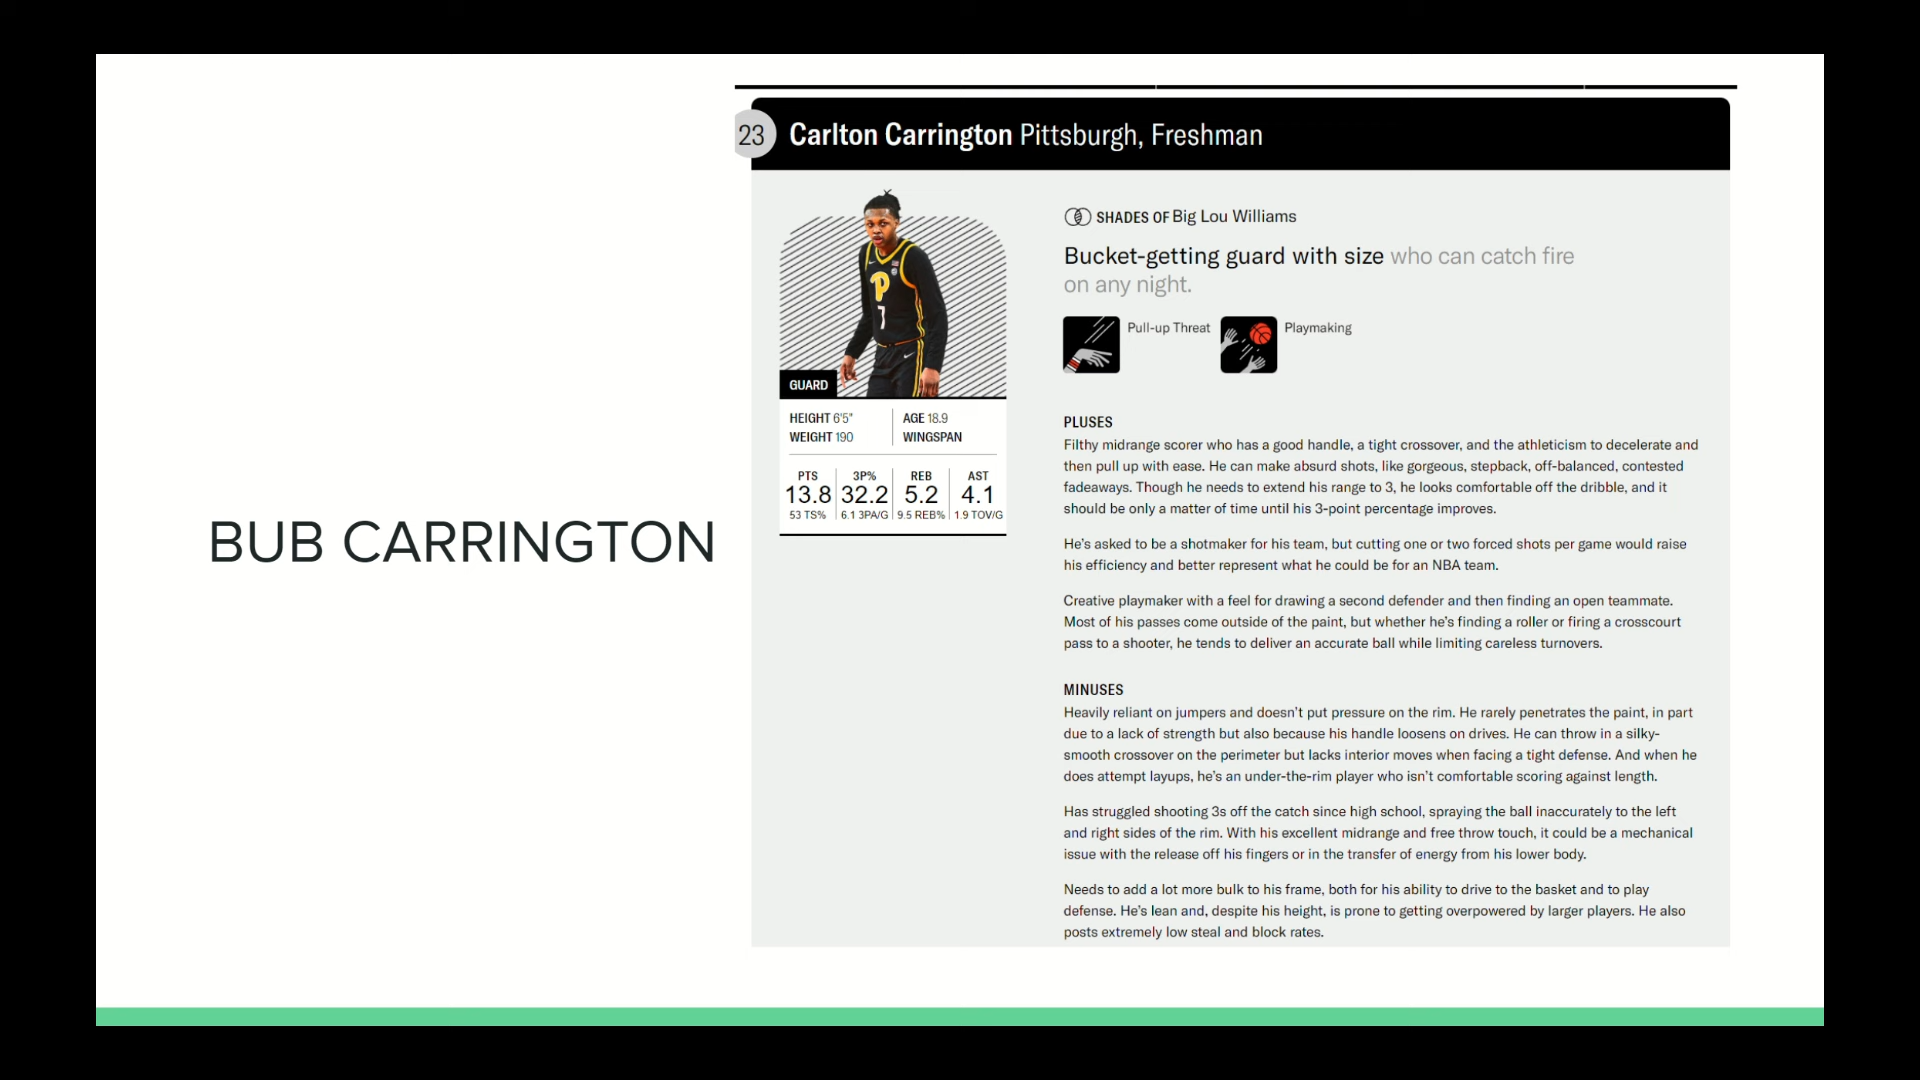 BUB CARRINGTON
23 Carlton Carrington Pittsburgh, Freshman
P
7
GUARD
HEIGHT 6'5" AGE 18.9
WEIGHT 190 WINGSPAN
PTS 3P% REB AST
13.8 32.2 5.2 4.1
53 TS% 6.1 3PA/G 9.5 REB% 1.9 TOV/G
SHADES OF Big Lou Williams
Bucket-getting guard with size who can catch fire
on any night.
Pull-up Threat Playmaking
PLUSES
Filthy midrange scorer who has a good handle, a tight crossover, and the athleticism to decelerate and
then pull up with ease. He can make absurd shots, like gorgeous, stepback, off-balanced, contested
fadeaways. Though he needs to extend his range to 3, he looks comfortable off the dribble, and it
should be only a matter of time until his 3-point percentage improves.
He's asked to be a shotmaker for his team, but cutting one or two forced shots per game would raise
his efficiency and better represent what he could be for an NBA team.
Creative playmaker with a feel for drawing a second defender and then finding an open teammate.
Most of his passes come outside of the paint, but whether he's finding a roller or firing a crosscourt
pass to a shooter, he tends to deliver an accurate ball while limiting careless turnovers.
MINUSES
Heavily reliant on jumpers and doesn't put pressure on the rim. He rarely penetrates the paint, in part
due to a lack of strength but also because his handle loosens on drives. He can throw in a silky-
smooth crossover on the perimeter but lacks interior moves when facing a tight defense. And when he
does attempt layups, he's an under-the-rim player who isn't comfortable scoring against length.
Has struggled shooting 3s off the catch since high school, spraying the ball inaccurately to the left
and right sides of the rim. With his excellent midrange and free throw touch, it could be a mechanical
issue with the release off his fingers or in the transfer of energy from his lower body.
Needs to add a lot more bulk to his frame, both for his ability to drive to the basket and to play
defense. He's lean and, despite his height, is prone to getting overpowered by larger players. He also
posts extremely low steal and block rates.